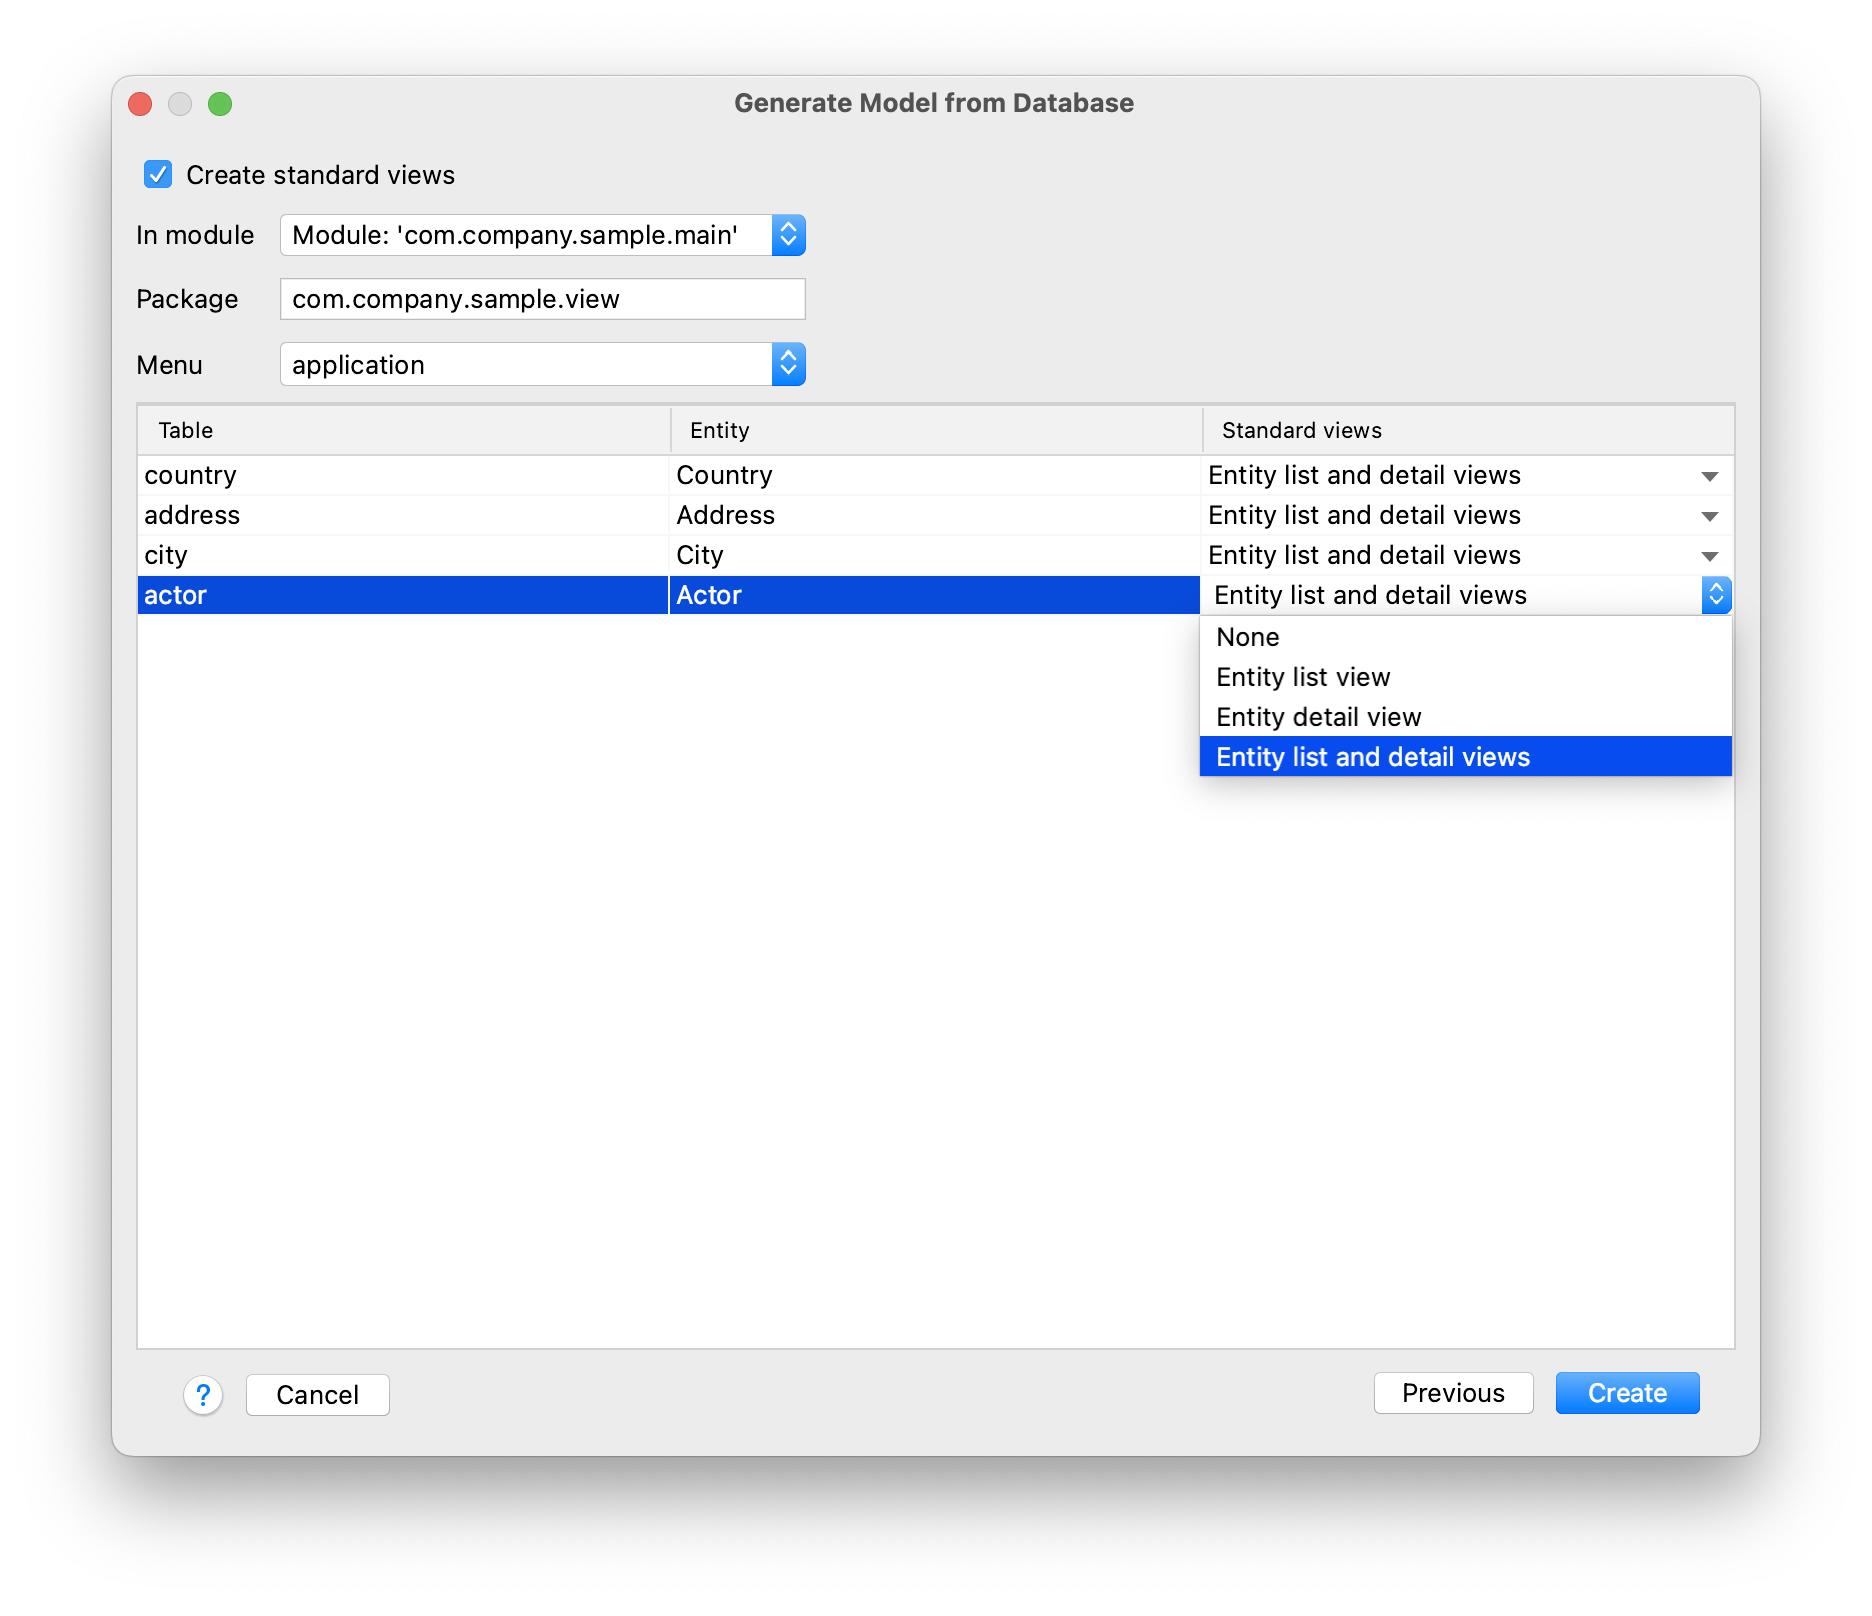 Generate Model from Database
Create standard views
In module Module: 'com.company.sample.main'
Package com.company.sample.view
Menu application
Table Entity Standard views
country Country Entity list and detail views
address Address Entity list and detail views
city City Entity list and detail views
actor Actor Entity list and detail views
None
Entity list view
Entity detail view
Entity list and detail views
? Cancel Previous Create